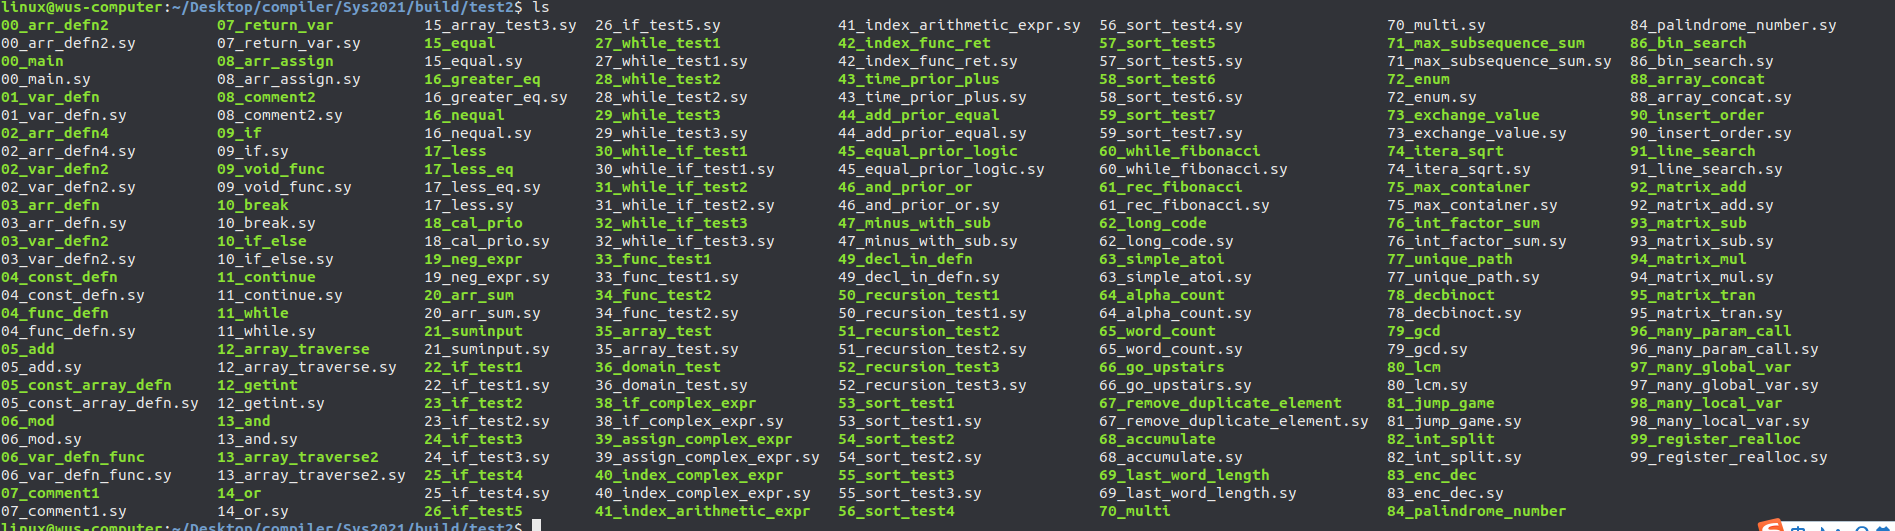 linux@wus-computer:~/Desktop/compiler/Sys2021/build/test2$ ls
00_arr_defn2 07_return_var 15_array_test3.sy 26_if_test5.sy 41_index_arithmetic_expr.sy 56_sort_test4.sy 70_multi.sy 84_palindrome_number.sy
00_arr_defn2.sy 07_return_var.sy 15_equal 27_while_test1 42_index_func_ret 57_sort_test5 71_max_subsequence_sum 86_bin_search
00_main 08_arr_assign 15_equal.sy 27_while_test1.sy 42_index_func_ret.sy 57_sort_test5.sy 71_max_subsequence_sum.sy 86_bin_search.sy
00_main.sy 08_arr_assign.sy 16_greater_eq 28_while_test2 43_time_prior_plus 58_sort_test6 72_enum 88_array_concat
01_var_defn 08_comment2 16_greater_eq.sy 28_while_test2.sy 43_time_prior_plus.sy 58_sort_test6.sy 72_enum.sy 88_array_concat.sy
01_var_defn.sy 08_comment2.sy 16_nequal 29_while_test3 44_add_prior_equal 59_sort_test7 73_exchange_value 90_insert_order
02_arr_defn4 09_if 16_nequal.sy 29_while_test3.sy 44_add_prior_equal.sy 59_sort_test7.sy 73_exchange_value.sy 90_insert_order.sy
02_arr_defn4.sy 09_if.sy 17_less 30_while_if_test1 45_equal_prior_logic 60_while_fibonacci 74_itera_sqrt 91_line_search
02_var_defn2 09_void_func 17_less_eq 30_while_if_test1.sy 45_equal_prior_logic.sy 60_while_fibonacci.sy 74_itera_sqrt.sy 91_line_search.sy
02_var_defn2.sy 09_void_func.sy 17_less_eq.sy 31_while_if_test2 46_and_prior_or 61_rec_fibonacci 75_max_container 92_matrix_add
03_arr_defn 10_break 17_less.sy 31_while_if_test2.sy 46_and_prior_or.sy 61_rec_fibonacci.sy 75_max_container.sy 92_matrix_add.sy
03_arr_defn.sy 10_break.sy 18_cal_prio 32_while_if_test3 47_minus_with_sub 62_long_code 76_int_factor_sum 93_matrix_sub
03_var_defn2 10_if_else 18_cal_prio.sy 32_while_if_test3.sy 47_minus_with_sub.sy 62_long_code.sy 76_int_factor_sum.sy 93_matrix_sub.sy
03_var_defn2.sy 10_if_else.sy 19_neg_expr 33_func_test1 49_decl_in_defn 63_simple_atoi 77_unique_path 94_matrix_mul
04_const_defn 11_continue 19_neg_expr.sy 33_func_test1.sy 49_decl_in_defn.sy 63_simple_atoi.sy 77_unique_path.sy 94_matrix_mul.sy
04_const_defn.sy 11_continue.sy 20_arr_sum 34_func_test2 50_recursion_test1 64_alpha_count 78_decbinoct 95_matrix_tran
04_func_defn 11_while 20_arr_sum.sy 34_func_test2.sy 50_recursion_test1.sy 64_alpha_count.sy 78_decbinoct.sy 95_matrix_tran.sy
04_func_defn.sy 11_while.sy 21_suminput 35_array_test 51_recursion_test2 65_word_count 79_gcd 96_many_param_call
05_add 12_array_traverse 21_suminput.sy 35_array_test.sy 51_recursion_test2.sy 65_word_count.sy 79_gcd.sy 96_many_param_call.sy
05_add.sy 12_array_traverse.sy 22_if_test1 36_domain_test 52_recursion_test3 66_go_upstairs 80_lcm 97_many_global_var
05_const_array_defn 12_getint 22_if_test1.sy 36_domain_test.sy 52_recursion_test3.sy 66_go_upstairs.sy 80_lcm.sy 97_many_global_var.sy
05_const_array_defn.sy 12_getint.sy 23_if_test2 38_if_complex_expr 53_sort_test1 67_remove_duplicate_element 81_jump_game 98_many_local_var
06_mod 13_and 23_if_test2.sy 38_if_complex_expr.sy 53_sort_test1.sy 67_remove_duplicate_element.sy 81_jump_game.sy 98_many_local_var.sy
06_mod.sy 13_and.sy 24_if_test3 39_assign_complex_expr 54_sort_test2 68_accumulate 82_int_split 99_register_realloc
06_var_defn_func 13_array_traverse2 24_if_test3.sy 39_assign_complex_expr.sy 54_sort_test2.sy 68_accumulate.sy 82_int_split.sy 99_register_realloc.sy
06_var_defn_func.sy 13_array_traverse2.sy 25_if_test4 40_index_complex_expr 55_sort_test3 69_last_word_length 83_enc_dec
07_comment1 14_or 25_if_test4.sy 40_index_complex_expr.sy 55_sort_test3.sy 69_last_word_length.sy 83_enc_dec.sy
07_comment1.sy 14_or.sy 26_if_test5 41_index_arithmetic_expr 56_sort_test4 70_multi 84_palindrome_number
linux@wus-computer:~/Desktop/compiler/Sys2021/build/test2$